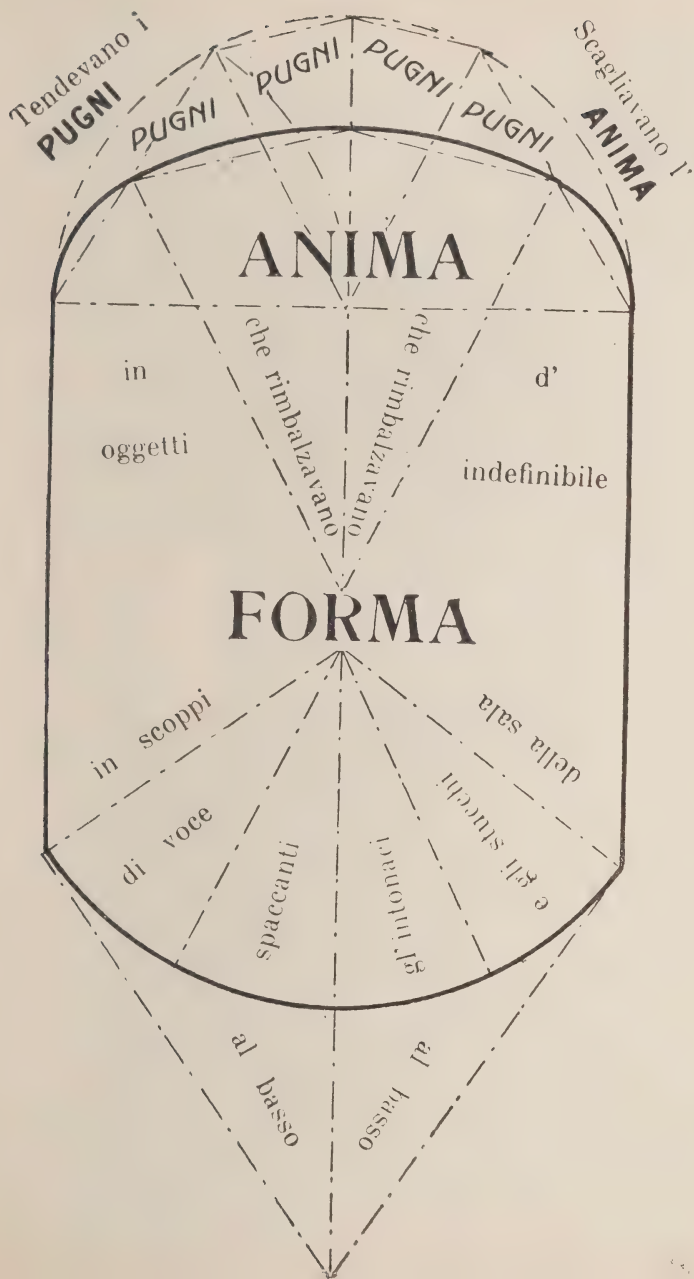 Tendevano i
PUGNI
PUGNI
PUGNI
PUGNI
PUGNI
Scagliavano l'
ANIMA
ANIMA
in
oggetti
che rimbalzavano
che rimbalzavano
d'
indefinibile
FORMA
in scoppi
di voce
spaccanti
gl'intonaci
e gli stucchi
della sala
al basso
al basso